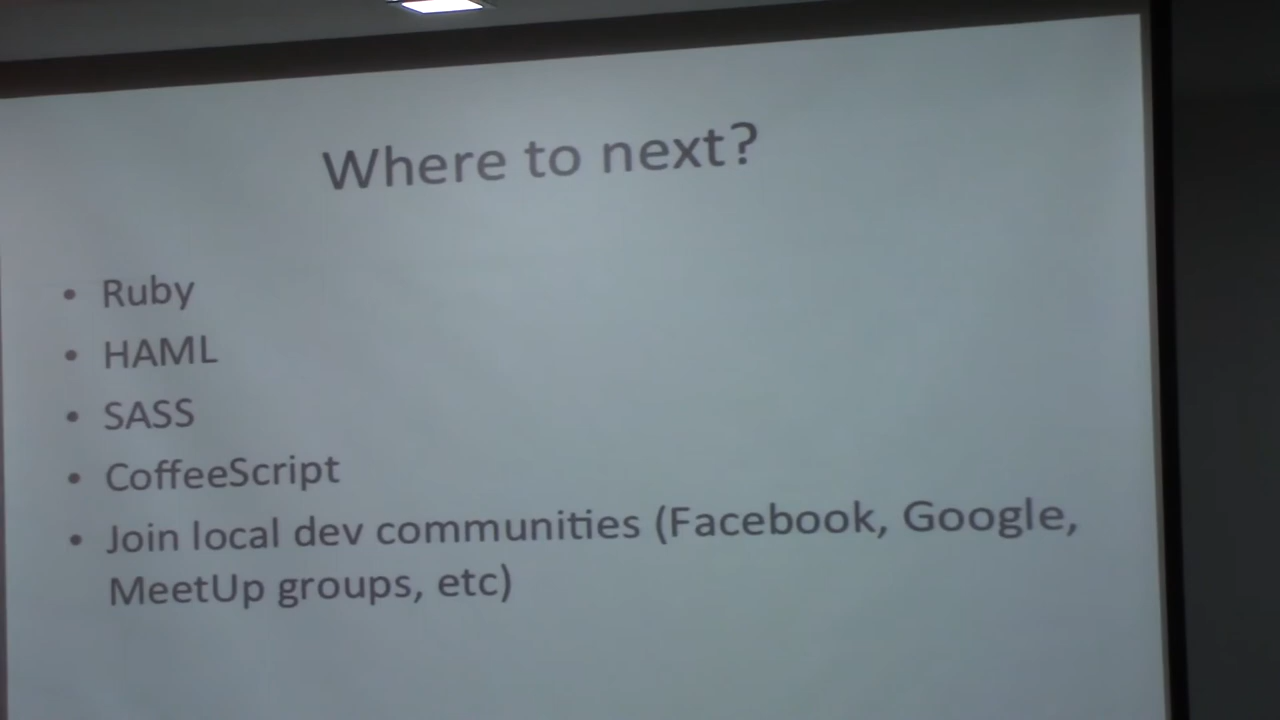 Where to next?
• Ruby
• HAML
• SASS
• CoffeeScript
• Join local dev communities (Facebook, Google,
MeetUp groups, etc)